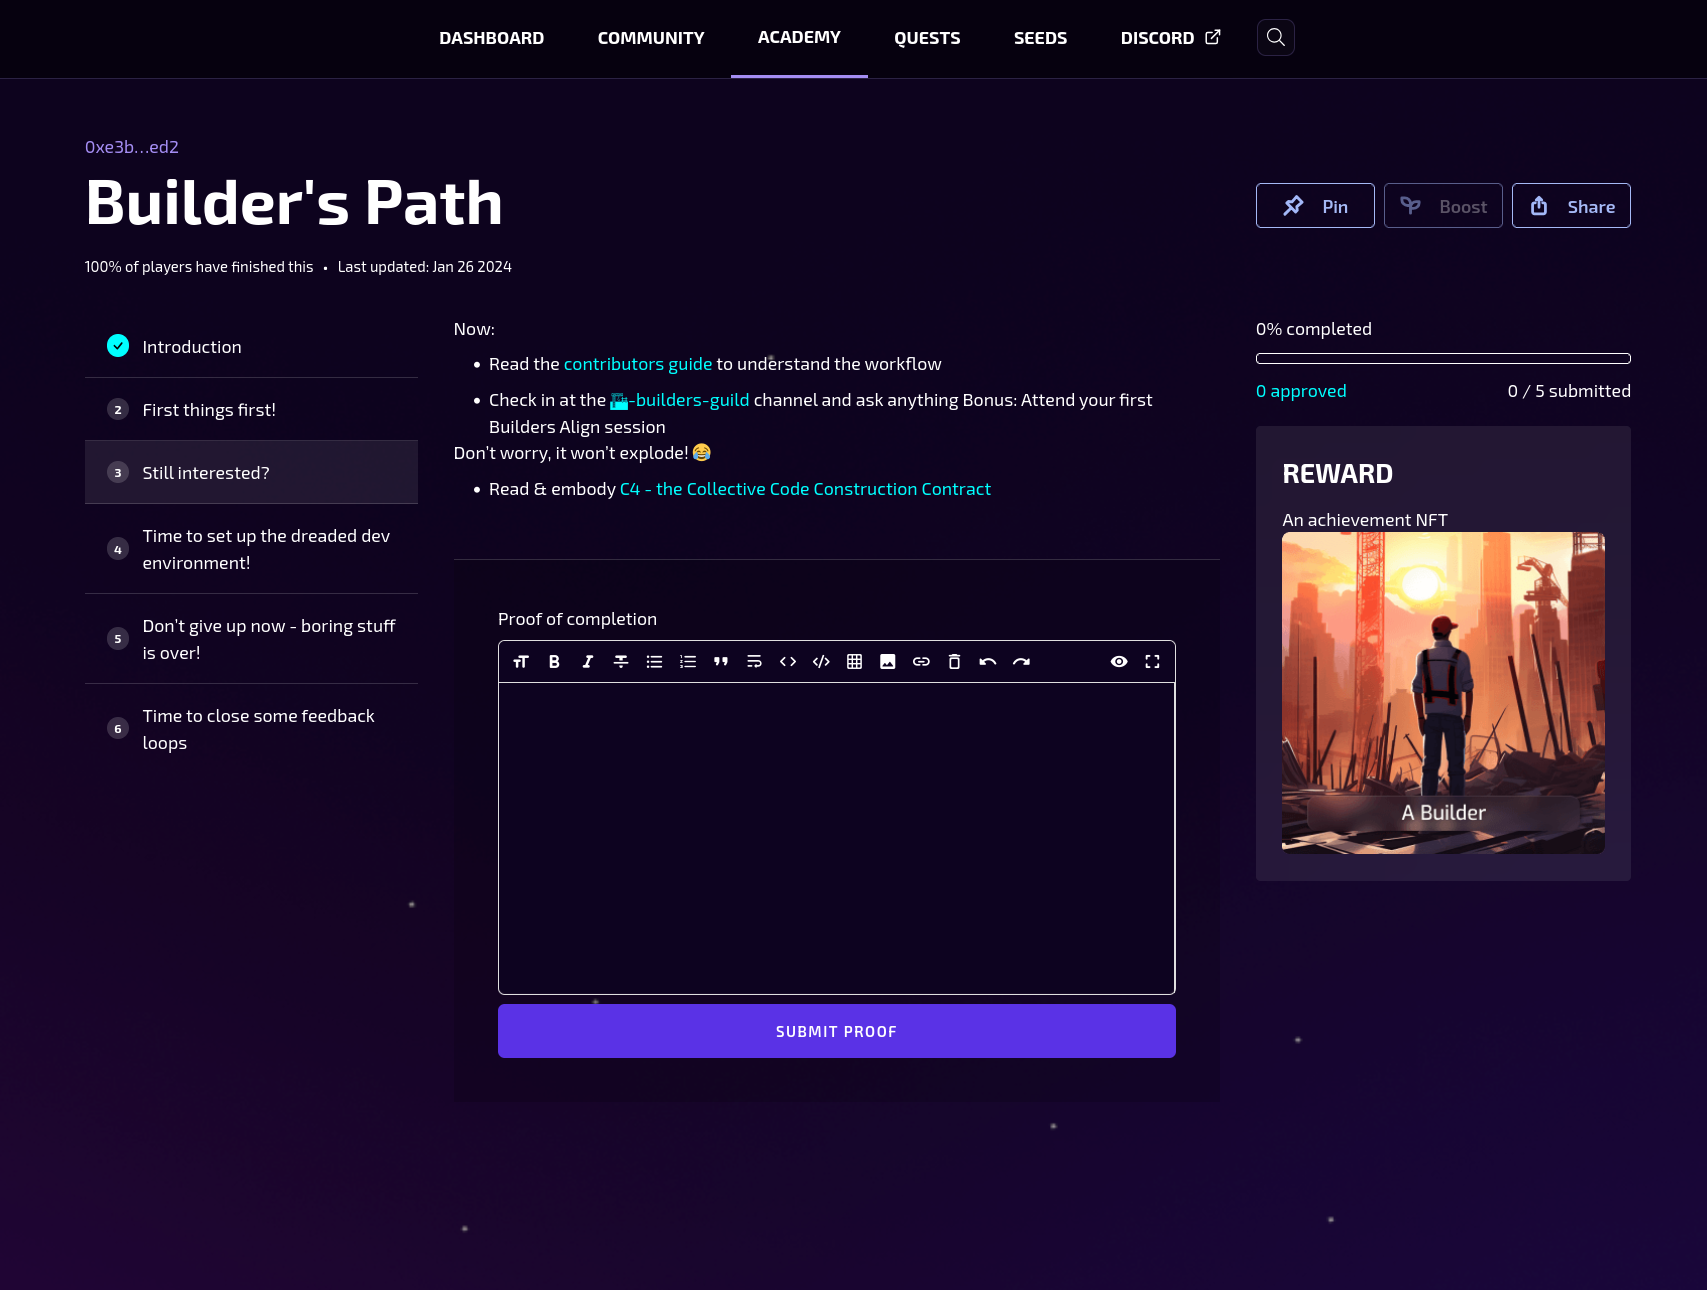 DASHBOARD COMMUNITY ACADEMY QUESTS SEEDS DISCORD
0xe3b...ed2
Builder's Path
Pin Boost Share
100% of players have finished this • Last updated: Jan 26 2024
Introduction
2 First things first!
3 Still interested?
4 Time to set up the dreaded dev
environment!
5 Don't give up now - boring stuff
is over!
6 Time to close some feedback
loops
Now:
• Read the contributors guide to understand the workflow
• Check in at the 🏗-builders-guild channel and ask anything Bonus: Attend your first
Builders Align session
Don't worry, it won't explode! 😂
• Read & embody C4 - the Collective Code Construction Contract
Proof of completion
SUBMIT PROOF
0% completed
0 approved 0 / 5 submitted
REWARD
An achievement NFT
A Builder